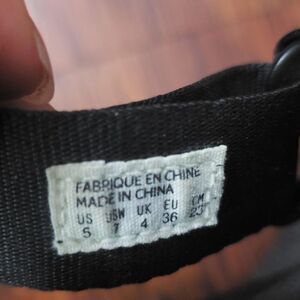 FABRIQUE EN CHINE
MADE IN CHINA
US USW UK EU CM
5 7 4 36 23